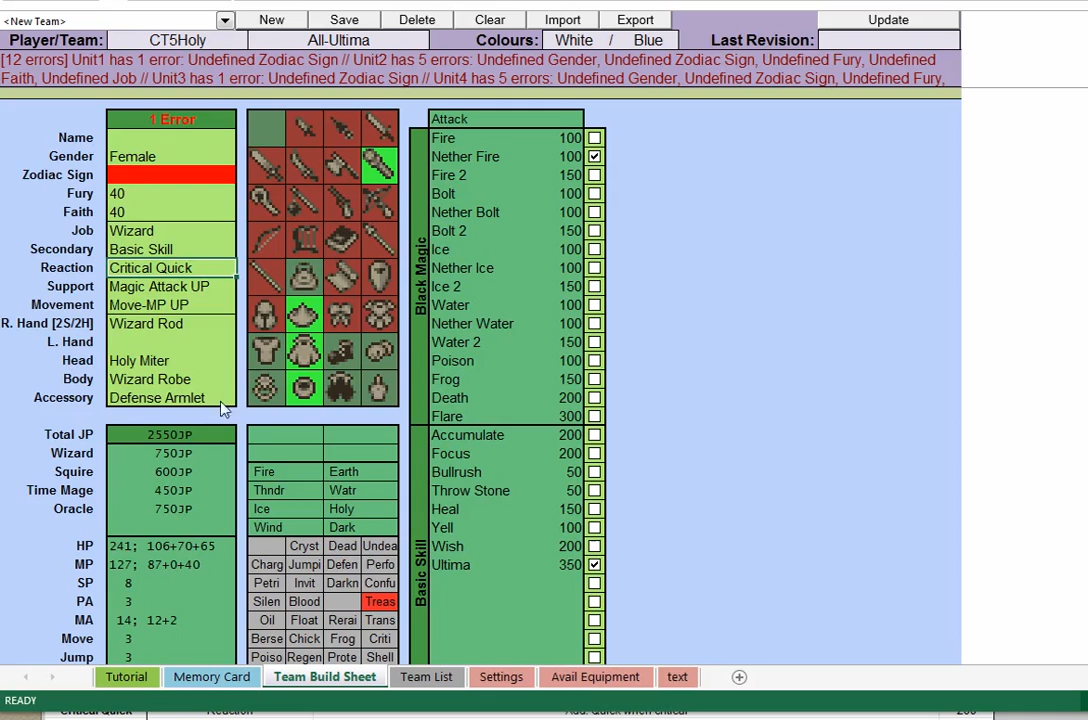 <New Team> New Save Delete Clear Import Export Update
Player/Team: CT5Holy All-Ultima Colours: White / Blue Last Revision:
[12 errors] Unit1 has 1 error: Undefined Zodiac Sign // Unit2 has 5 errors: Undefined Gender, Undefined Zodiac Sign, Undefined Fury, Undefined
Faith, Undefined Job // Unit3 has 1 error: Undefined Zodiac Sign // Unit4 has 5 errors: Undefined Gender, Undefined Zodiac Sign, Undefined Fury,
1 Error
Name
Gender Female
Zodiac Sign
Fury 40
Faith 40
Job Wizard
Secondary Basic Skill
Reaction Critical Quick
Support Magic Attack UP
Movement Move-MP UP
R. Hand [2S/2H] Wizard Rod
L. Hand
Head Holy Miter
Body Wizard Robe
Accessory Defense Armlet
Total JP 2550JP
Wizard 750JP
Squire 600JP
Time Mage 450JP
Oracle 750JP
HP 241; 106+70+65
MP 127; 87+0+40
SP 8
PA 3
MA 14; 12+2
Move 3
Jump 3
Fire Earth
Thndr Watr
Ice Holy
Wind Dark
Cryst Dead Undea
Charg Jumpi Defen Perfo
Petri Invit Darkn Confu
Silen Blood Treas
Oil Float Rerai Trans
Berse Chick Frog Criti
Poiso Regen Prote Shell
Attack
Black Magic
Fire 100
Nether Fire 100
Fire 2 150
Bolt 100
Nether Bolt 100
Bolt 2 150
Ice 100
Nether Ice 100
Ice 2 150
Water 100
Nether Water 100
Water 2 150
Poison 100
Frog 150
Death 200
Flare 300
Basic Skill
Accumulate 200
Focus 200
Bullrush 50
Throw Stone 50
Heal 150
Yell 100
Wish 200
Ultima 350
Tutorial Memory Card Team Build Sheet Team List Settings Avail Equipment text
READY
Critical Quick Reaction Add: Quick when critical 200